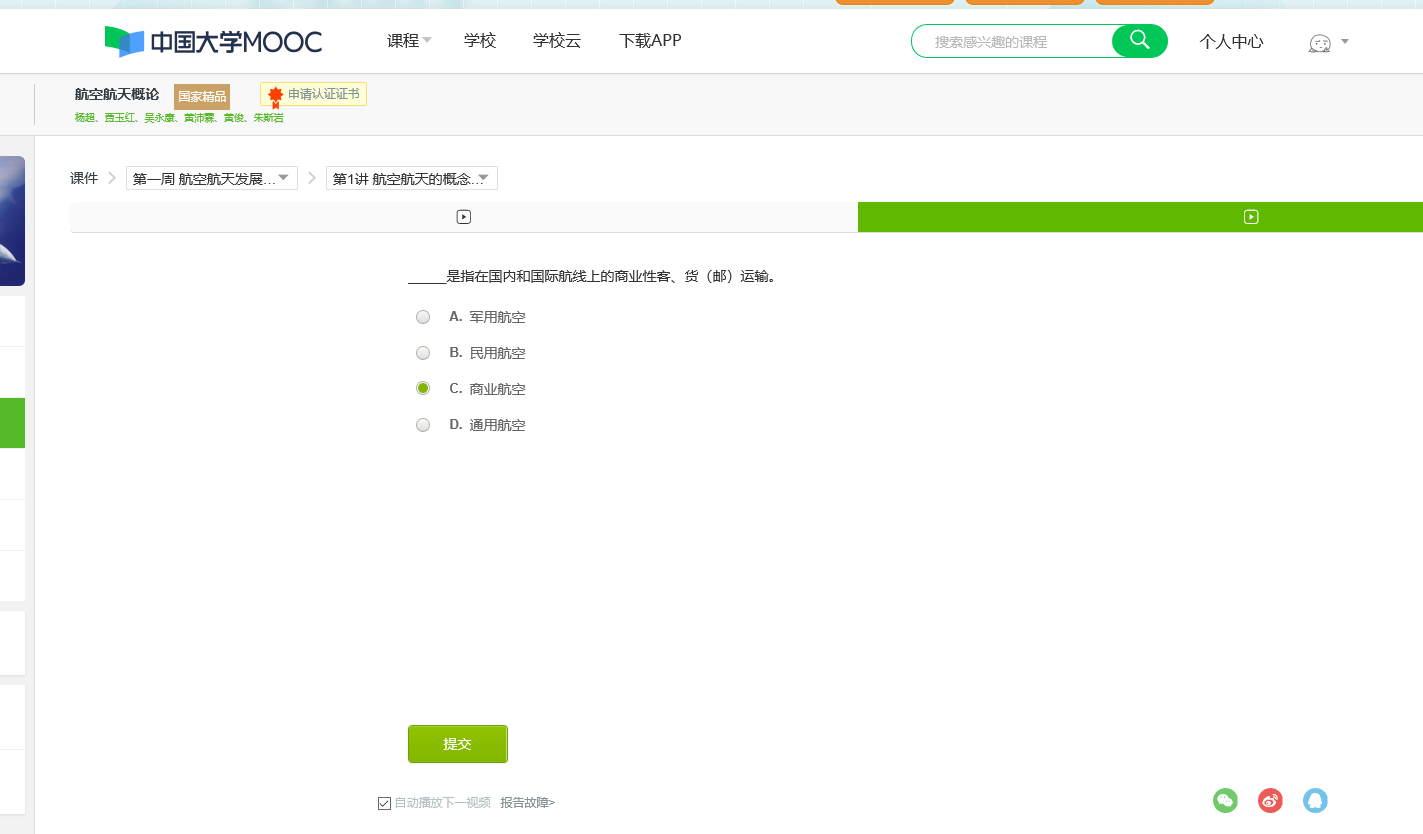 中国大学MOOC 课程 学校 学校云 下载APP 搜索感兴趣的课程 个人中心
航空航天概论 国家精品 申请认证证书
杨超、贾玉红、吴永康、黄沛霖、黄俊、朱斯岩
课件 第一周 航空航天发展... 第1讲 航空航天的概念...
_____是指在国内和国际航线上的商业性客、货（邮）运输。
A. 军用航空
B. 民用航空
C. 商业航空
D. 通用航空
提交
自动播放下一视频 报告故障>